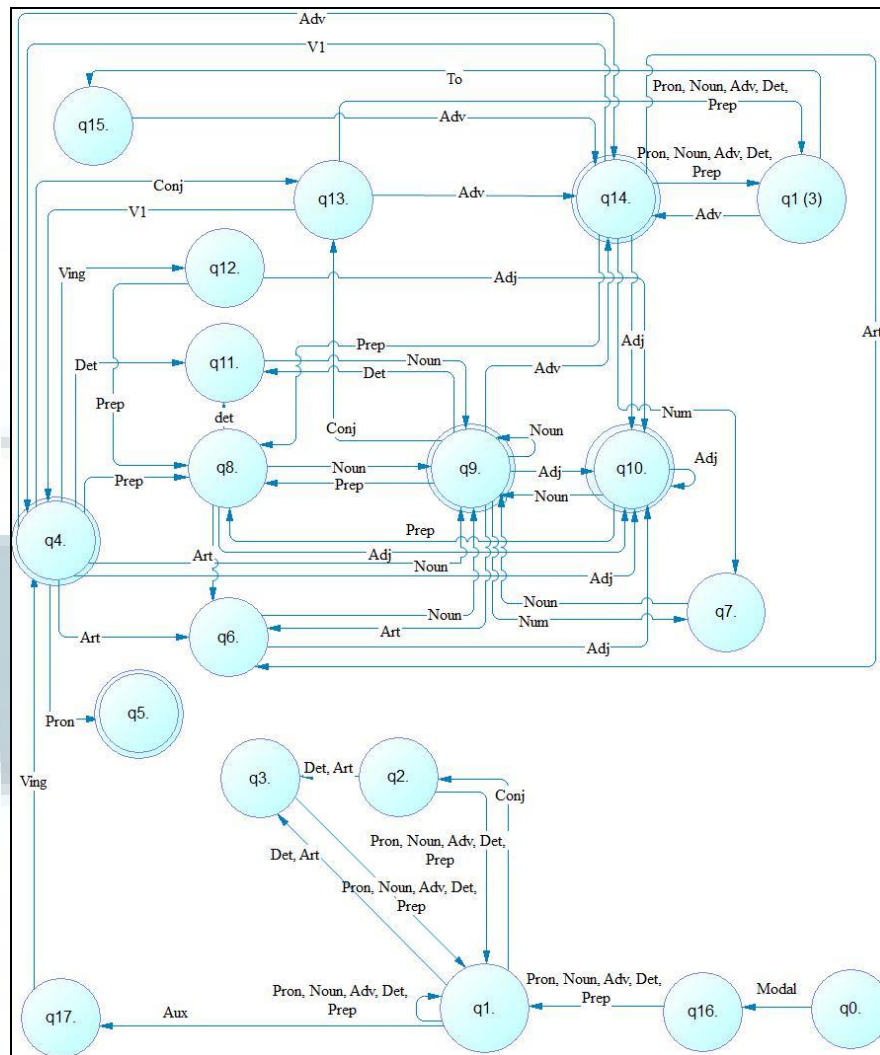 Adv
V1
To
Pron, Noun, Adv, Det,
Prep
q15.
Adv
Pron, Noun, Adv, Det,
Prep
Conj
q13.
Adv
q14.
q1 (3)
V1
Adv
q12.
Ving
Adj
Art
Prep
Adj
q11.
Noun
Det
Det
Adv
Prep
det
Conj
Num
Noun
q8.
Noun
q9.
Adj
q10.
Adj
Prep
Prep
Noun
q4.
Prep
Art
Adj
Noun
Adj
Noun
q7.
Noun
Num
q6.
Art
Art
Adj
q5.
Pron
Ving
q3.
Det, Art
q2.
Conj
Pron, Noun, Adv, Det,
Prep
Det, Art
Pron, Noun, Adv, Det,
Prep
Pron, Noun, Adv, Det,
Prep
Pron, Noun, Adv, Det,
Prep
Modal
q17.
Aux
q1.
q16.
q0.